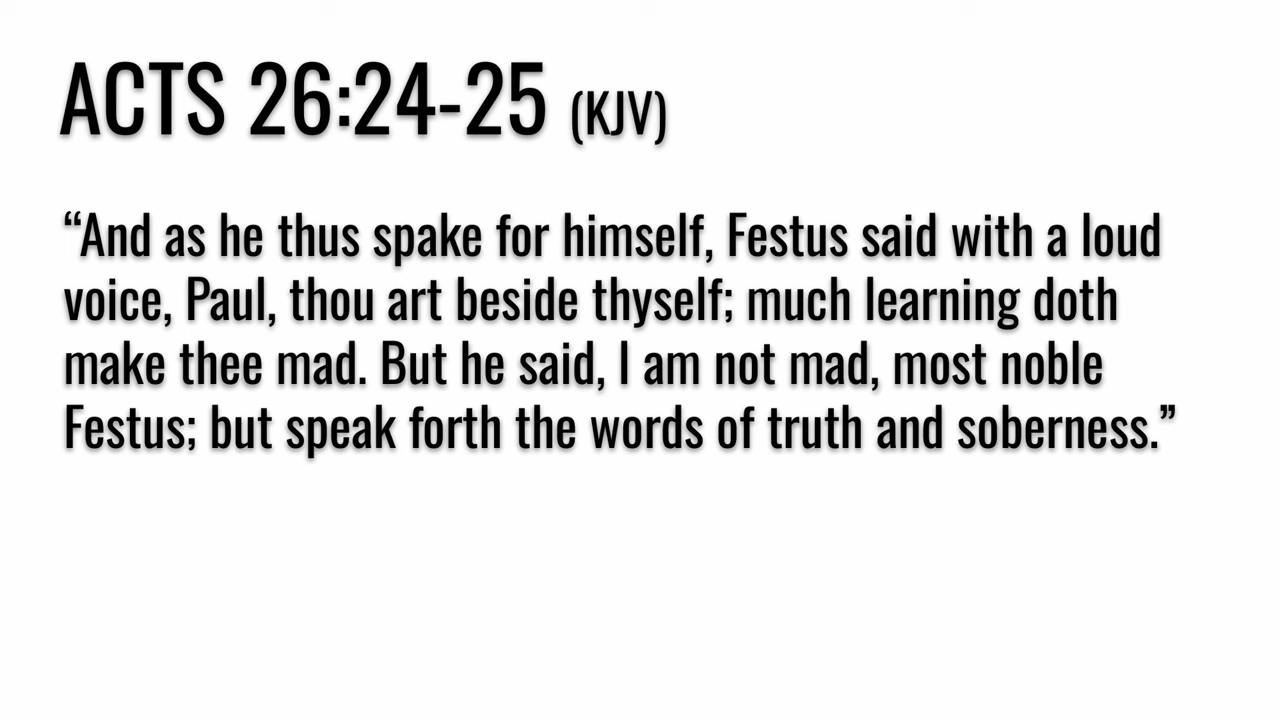 ACTS 26:24-25 (KJV)
“And as he thus spake for himself, Festus said with a loud
voice, Paul, thou art beside thyself; much learning doth
make thee mad. But he said, I am not mad, most noble
Festus; but speak forth the words of truth and soberness.”